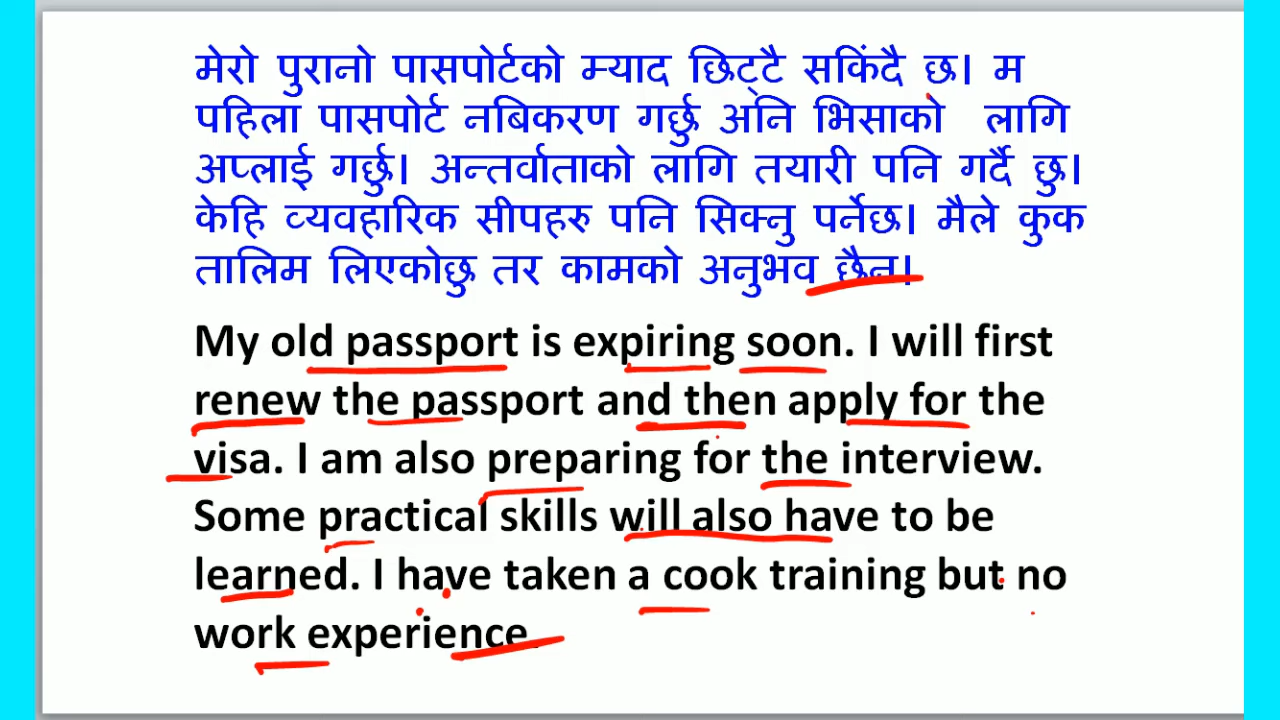 मेरो पुरानो पासपोर्टको म्याद छिट्टै सकिंदै छ। म
पहिला पासपोर्ट नबिकरण गर्छु अनि भिसाको लागि
अप्लाई गर्छु। अन्तर्वाताको लागि तयारी पनि गर्दै छु।
केहि व्यवहारिक सीपहरु पनि सिक्नु पर्नेछ। मैले कुक
तालिम लिएकोछु तर कामको अनुभव छैन।
My old passport is expiring soon. I will first
renew the passport and then apply for the
visa. I am also preparing for the interview.
Some practical skills will also have to be
learned. I have taken a cook training but no
work experience.